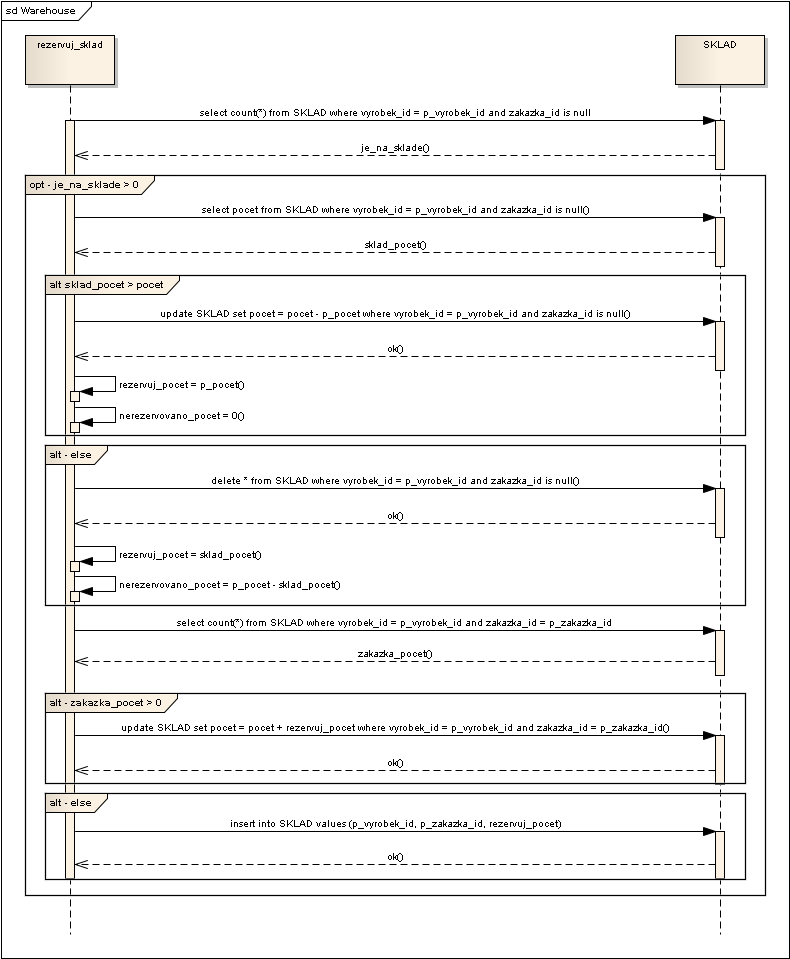 sd Warehouse
rezervuj_sklad
SKLAD
select count(*) from SKLAD where vyrobek_id = p_vyrobek_id and zakazka_id is null
je_na_sklade()
opt - je_na_sklade > 0
select pocet from SKLAD where vyrobek_id = p_vyrobek_id and zakazka_id is null()
sklad_pocet()
alt sklad_pocet > pocet
update SKLAD set pocet = pocet - p_pocet where vyrobek_id = p_vyrobek_id and zakazka_id is null()
ok()
rezervuj_pocet = p_pocet()
nerezervovano_pocet = 0()
alt - else
delete * from SKLAD where vyrobek_id = p_vyrobek_id and zakazka_id is null()
ok()
rezervuj_pocet = sklad_pocet()
nerezervovano_pocet = p_pocet - sklad_pocet()
select count(*) from SKLAD where vyrobek_id = p_vyrobek_id and zakazka_id = p_zakazka_id
zakazka_pocet()
alt - zakazka_pocet > 0
update SKLAD set pocet = pocet + rezervuj_pocet where vyrobek_id = p_vyrobek_id and zakazka_id = p_zakazka_id()
ok()
alt - else
insert into SKLAD values (p_vyrobek_id, p_zakazka_id, rezervuj_pocet)
ok()